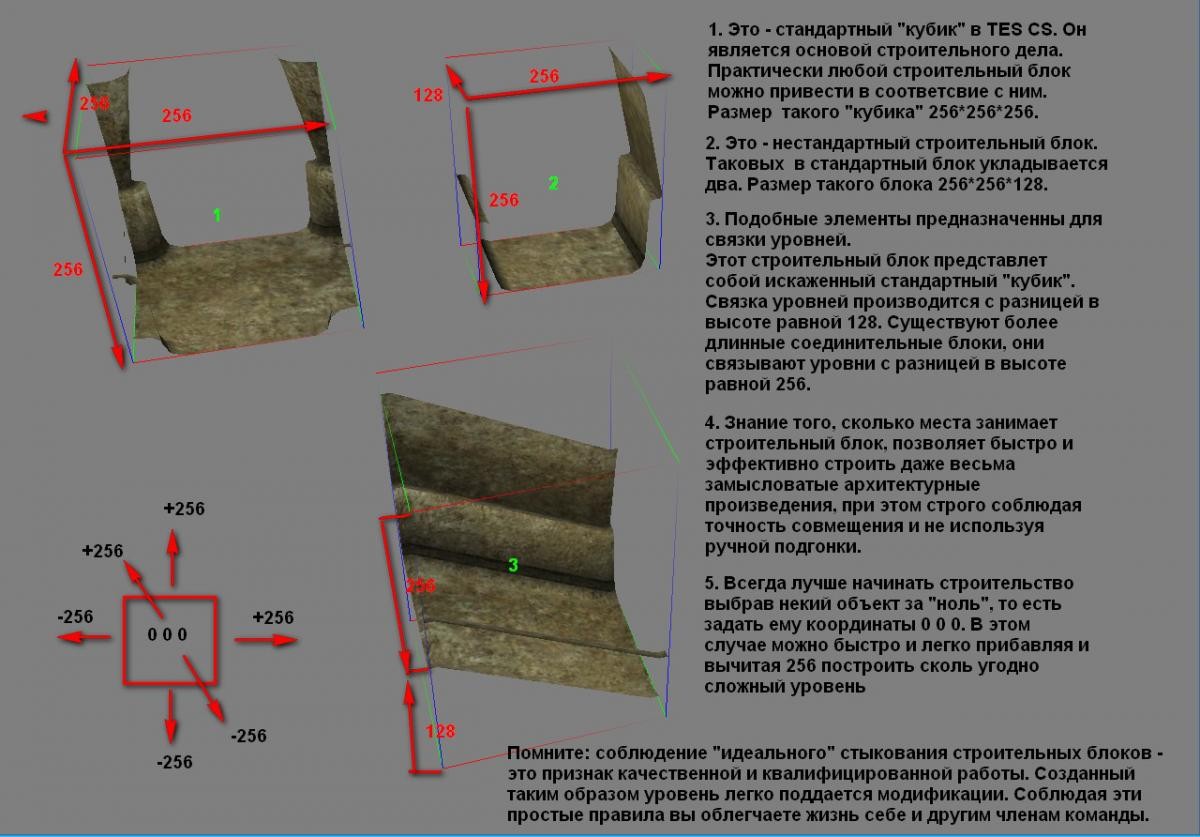 1. Это - стандартный "кубик" в TES CS. Он
является основой строительного дела.
Практически любой строительный блок
можно привести в соответсвие с ним.
Размер такого "кубика" 256*256*256.
2. Это - нестандартный строительный блок.
Таковых в стандартный блок укладывается
два. Размер такого блока 256*256*128.
3. Подобные элементы предназначенны для
связки уровней.
Этот строительный блок представлет
собой искаженный стандартный "кубик".
Связка уровней производится с разницей в
высоте равной 128. Существуют более
длинные соединительные блоки, они
связывают уровни с разницей в высоте
равной 256.
4. Знание того, сколько места занимает
строительный блок, позволяет быстро и
эффективно строить даже весьма
замысловатые архитектурные
произведения, при этом строго соблюдая
точность совмещения и не используя
ручной подгонки.
5. Всегда лучше начинать строительство
выбрав некий объект за "ноль", то есть
задать ему координаты 0 0 0. В этом
случае можно быстро и легко прибавляя и
вычитая 256 построить сколь угодно
сложный уровень
Помните: соблюдение "идеального" стыкования строительных блоков -
это признак качественной и квалифицированной работы. Созданный
таким образом уровень легко поддается модификации. Соблюдая эти
простые правила вы облегчаете жизнь себе и другим членам команды.
256
256
1
256
128
256
2
256
3
256
128
+256
+256
-256
0 0 0
+256
-256
-256